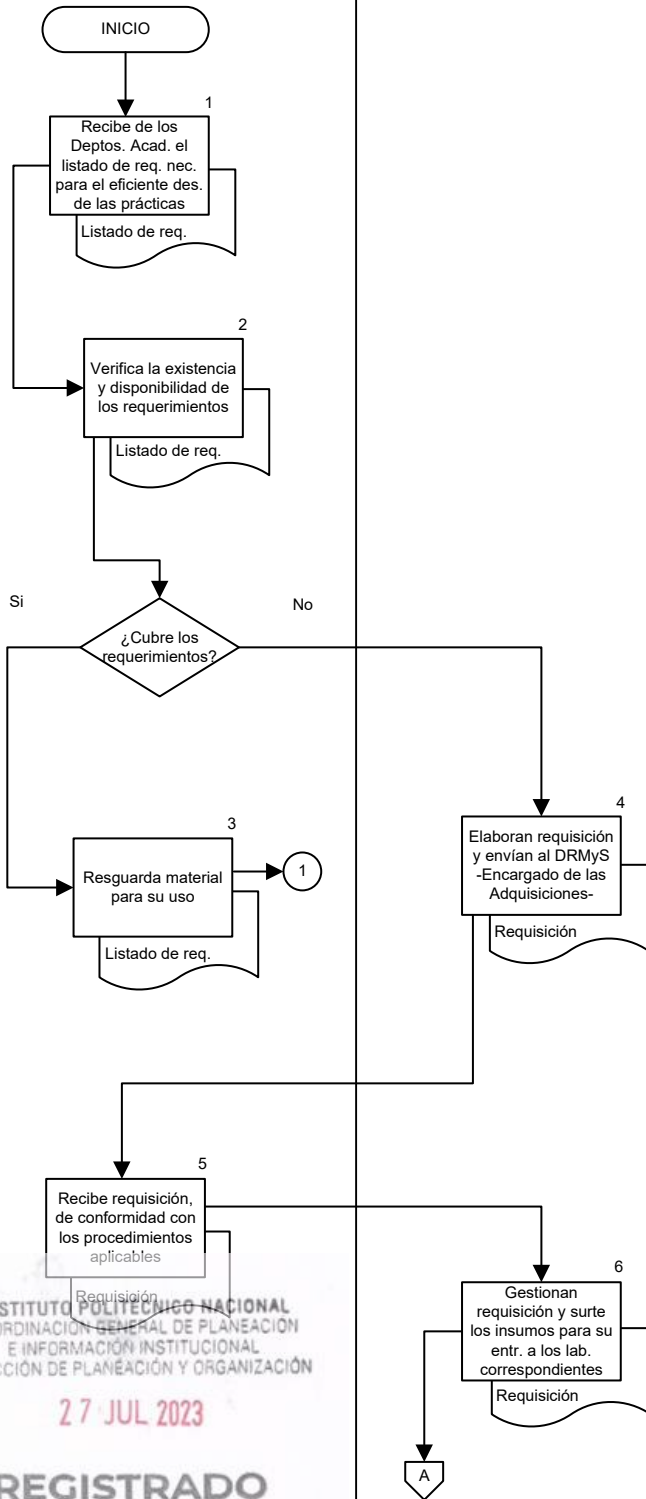 INICIO
1
Recibe de los
Deptos. Acad. el
listado de req. nec.
para el eficiente des.
de las prácticas
Listado de req.
2
Verifica la existencia
y disponibilidad de
los requerimientos
Listado de req.
Si
No
¿Cubre los
requerimientos?
3
Resguarda material
para su uso
1
Listado de req.
4
Elaboran requisición
y envían al DRMyS
-Encargado de las
Adquisiciones-
Requisición
5
Recibe requisición,
de conformidad con
los procedimientos
aplicables
Requisición
6
Gestionan
requisición y surte
los insumos para su
entr. a los lab.
correspondientes
Requisición
A
STITUTO POLITÉCNICO NACIONAL
ORDINACIÓN GENERAL DE PLANEACIÓN
E INFORMACIÓN INSTITUCIONAL
CCIÓN DE PLANEACIÓN Y ORGANIZACIÓN
27 JUL 2023
REGISTRADO